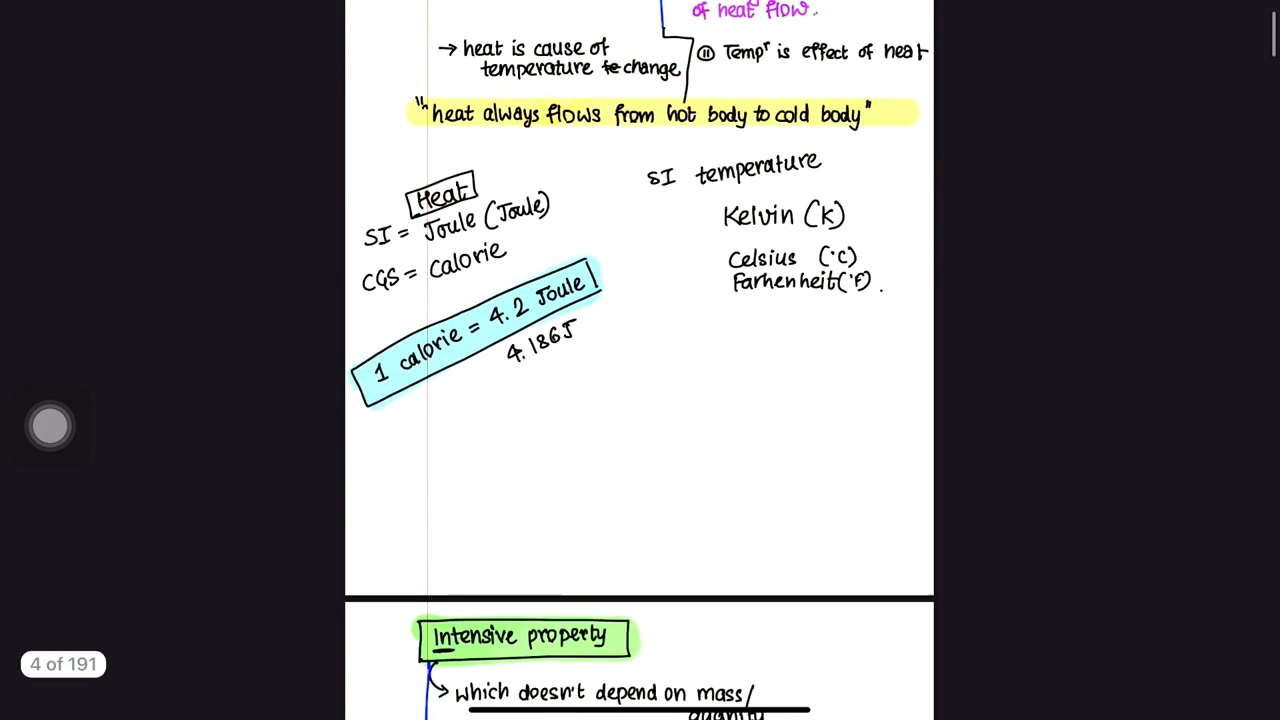 of heat flow.
→ heat is cause of
temperature change
⑪ Tempʳ is effect of heat
"heat always flows from hot body to cold body"
Heat
SI = Joule (Joule)
CGS = Calorie
1 calorie = 4.2 Joule
4.186J
SI temperature
Kelvin (K)
Celsius (°C)
Farhenheit(°F).
Intensive property
→ which doesn't depend on mass/
quantity
4 of 191